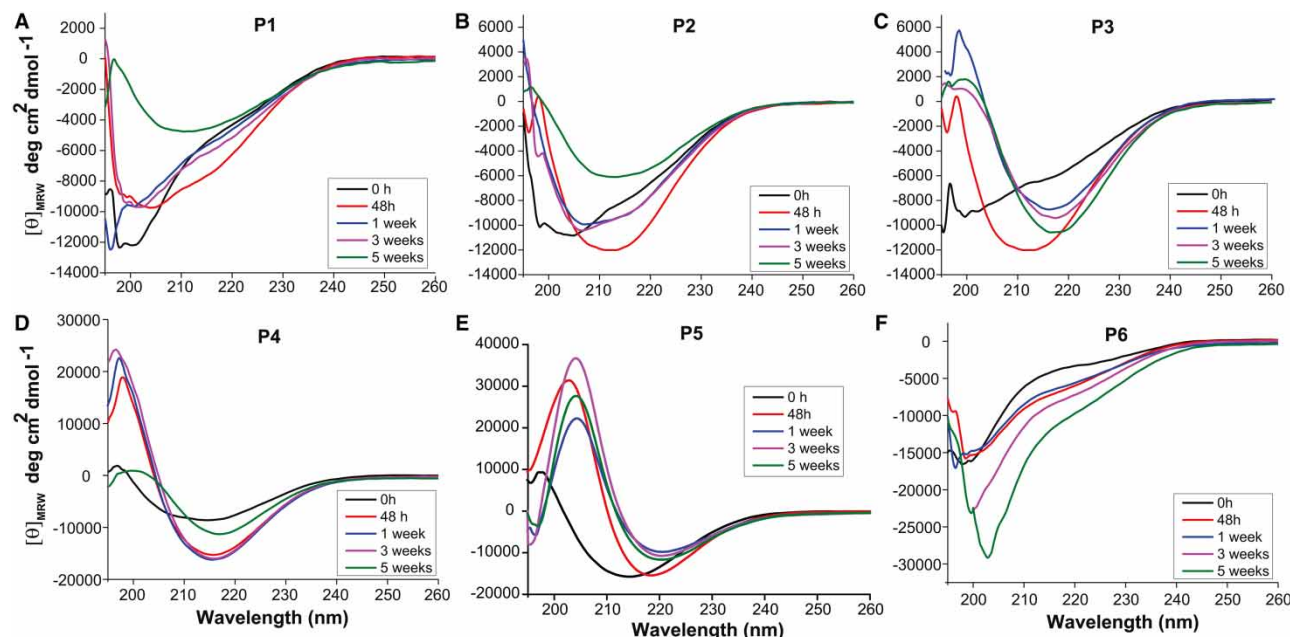 A P1
[θ]MRW deg cm2 dmol -1
2000
0
-2000
-4000
-6000
-8000
-10000
-12000
-14000
200 210 220 230 240 250 260
0 h
48h
1 week
3 weeks
5 weeks
B P2
6000
4000
2000
0
-2000
-4000
-6000
-8000
-10000
-12000
-14000
200 210 220 230 240 250 260
0h
48 h
1 week
3 weeks
5 weeks
C P3
6000
4000
2000
0
-2000
-4000
-6000
-8000
-10000
-12000
-14000
200 210 220 230 240 250 260
0h
48 h
1 week
3 weeks
5 weeks
D P4
[θ]MRW deg cm2 dmol -1
30000
20000
10000
0
-10000
-20000
200 210 220 230 240 250 260
Wavelength (nm)
0h
48 h
1 week
3 weeks
5 weeks
E P5
40000
30000
20000
10000
0
-10000
-20000
200 210 220 230 240 250 260
Wavelength (nm)
0 h
48h
1 week
3 weeks
5 weeks
F P6
0
-5000
-10000
-15000
-20000
-25000
-30000
200 210 220 230 240 250 260
Wavelength (nm)
0 h
48h
1 week
3 weeks
5 weeks